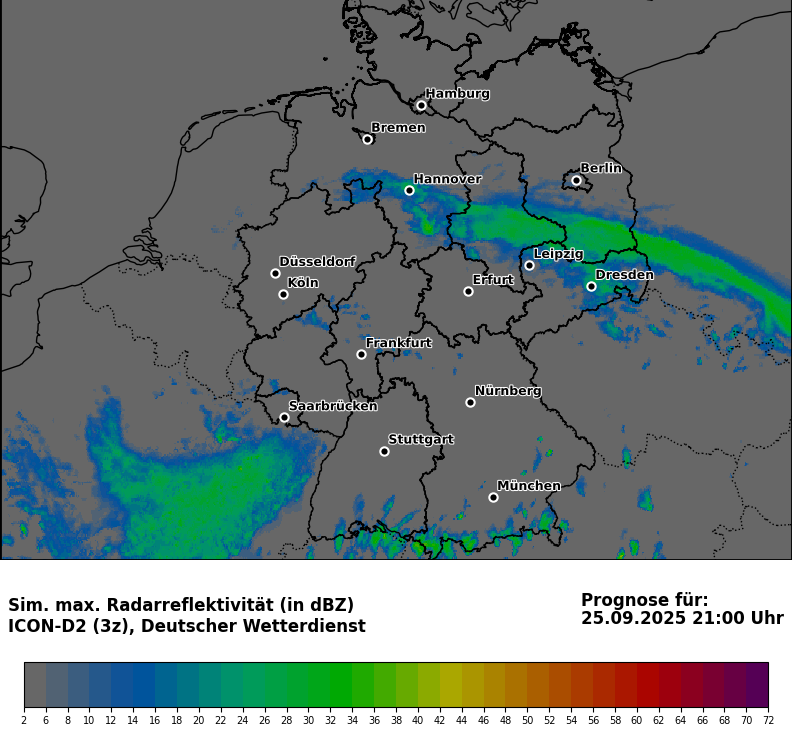 Hamburg
Bremen
Berlin
Hannover
Leipzig
Düsseldorf
Dresden
Köln
Erfurt
Frankfurt
Nürnberg
Saarbrücken
Stuttgart
München
Sim. max. Radarreflektivität (in dBZ)
ICON-D2 (3z), Deutscher Wetterdienst
Prognose für:
25.09.2025 21:00 Uhr
2 6 8 10 12 14 16 18 20 22 24 26 28 30 32 34 36 38 40 42 44 46 48 50 52 54 56 58 60 62 64 66 68 70 72